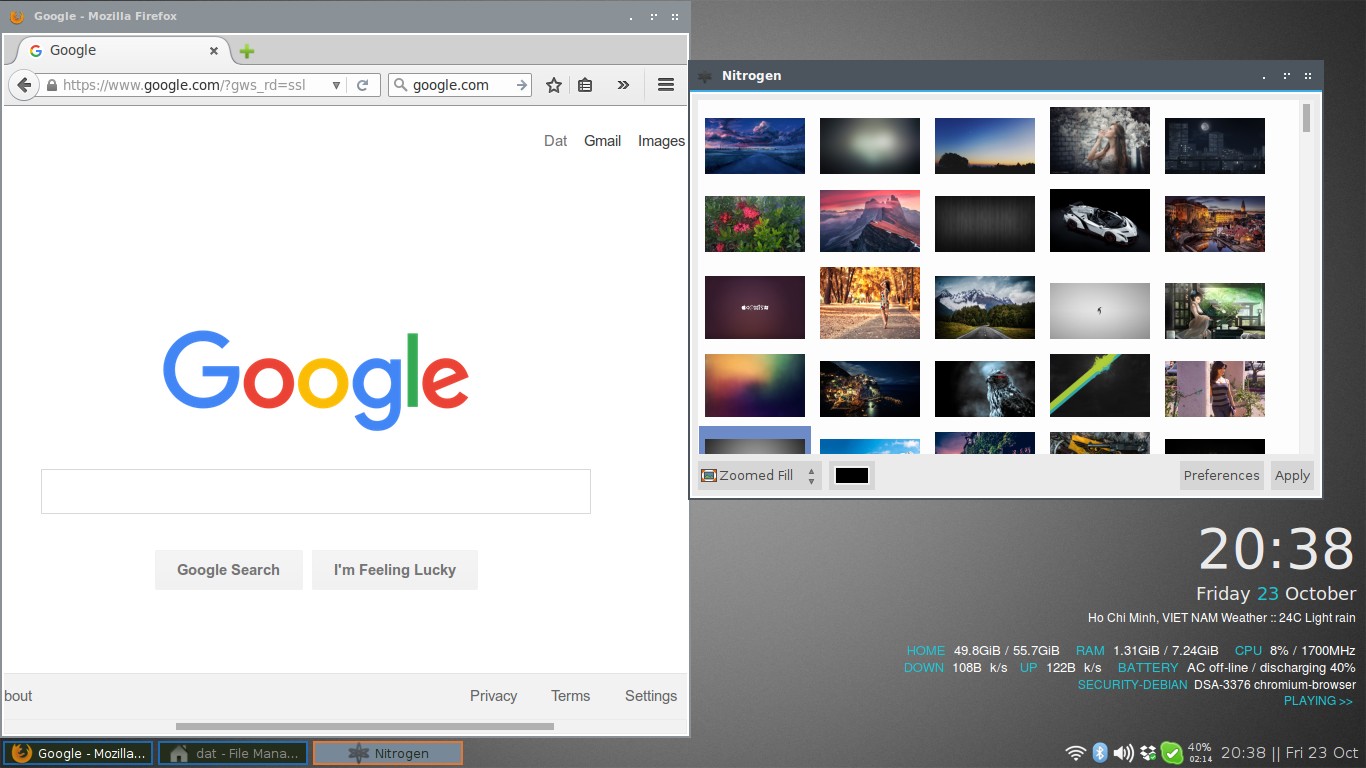 Google - Mozilla Firefox
Google
https://www.google.com/?gws_rd=ssl
google.com
Dat Gmail Images
Google
Google Search
I'm Feeling Lucky
bout
Privacy Terms Settings
Nitrogen
Zoomed Fill
Preferences
Apply
20:38
Friday 23 October
Ho Chi Minh, VIET NAM Weather :: 24C Light rain
HOME 49.8GiB / 55.7GiB RAM 1.31GiB / 7.24GiB CPU 8% / 1700MHz
DOWN 108B k/s UP 122B k/s BATTERY AC off-line / discharging 40%
SECURITY-DEBIAN DSA-3376 chromium-browser
PLAYING >>
Google - Mozilla...
dat - File Mana...
Nitrogen
40%
02:14
20:38 || Fri 23 Oct